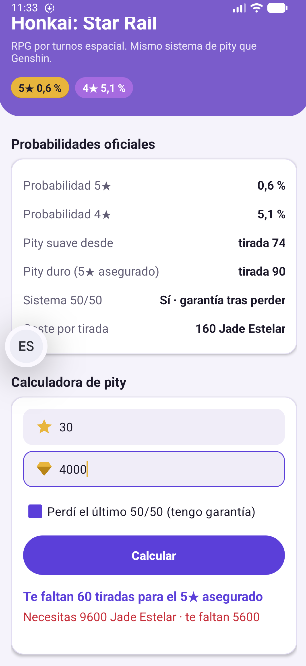 11:33
Honkai: Star Rail
RPG por turnos espacial. Mismo sistema de pity que
Genshin.
5★ 0,6 %
4★ 5,1 %
Probabilidades oficiales
Probabilidad 5★ 0,6 %
Probabilidad 4★ 5,1 %
Pity suave desde tirada 74
Pity duro (5★ asegurado) tirada 90
Sistema 50/50 Sí · garantía tras perder
por tirada 160 Jade Estelar
ES
Calculadora de pity
30
4000
Perdí el último 50/50 (tengo garantía)
Calcular
Te faltan 60 tiradas para el 5★ asegurado
Necesitas 9600 Jade Estelar · te faltan 5600